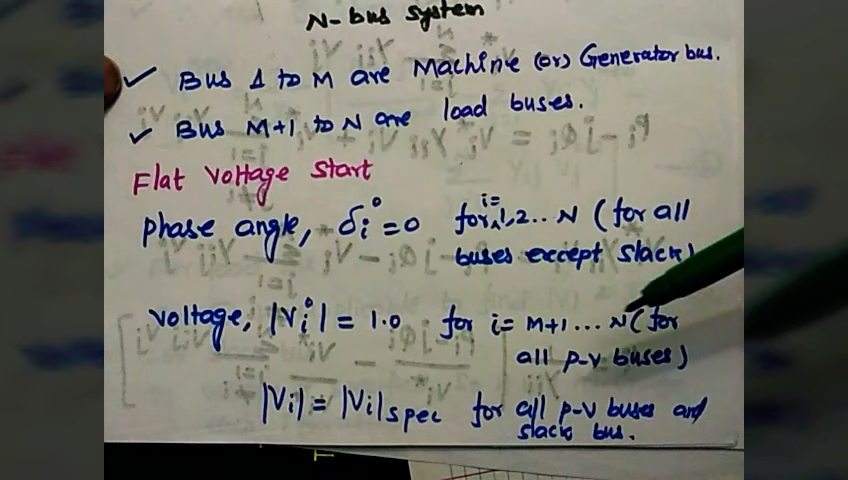 N-bus system
✓ Bus 1 to M are Machine (or) Generator bus.
✓ Bus M+1 to N are load buses.
Flat Voltage Start
phase angle, δi° = 0 for i= 1,2.. N (for all
buses except slack)
Voltage, |Vi°| = 1.0 for i= M+1 ... N (for
all p-v buses)
|Vi| = |Vi|spec for all p-v buses and
slack bus.